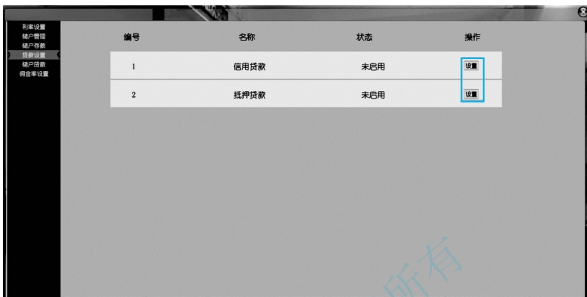 利率设置
储户管理
储户存款
贷款设置
储户贷款
佣金率设置
编号 名称 状态 操作
1 信用贷款 未启用 设置
2 抵押贷款 未启用 设置
所有